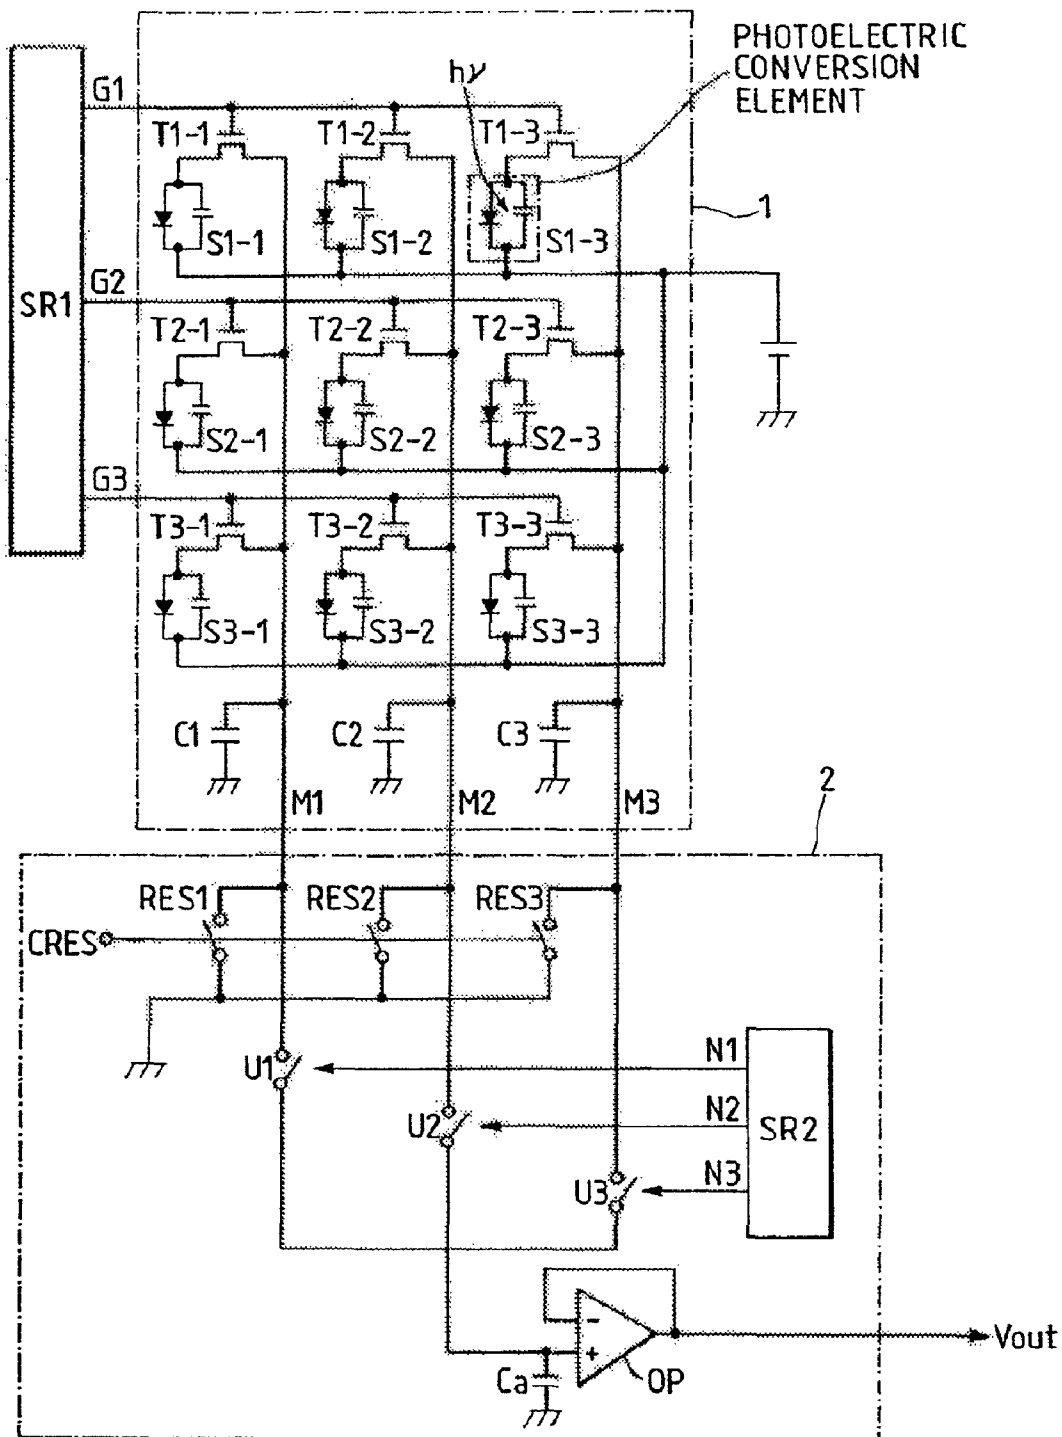 PHOTOELECTRIC
CONVERSION
ELEMENT
hν
G1
T1-1
T1-2
T1-3
1
S1-1
S1-2
S1-3
SR1
G2
T2-1
T2-2
T2-3
S2-1
S2-2
S2-3
G3
T3-1
T3-2
T3-3
S3-1
S3-2
S3-3
C1
C2
C3
M1
M2
M3
2
RES1
RES2
RES3
CRES
U1
N1
U2
N2
SR2
U3
N3
-
+
Vout
Ca
OP